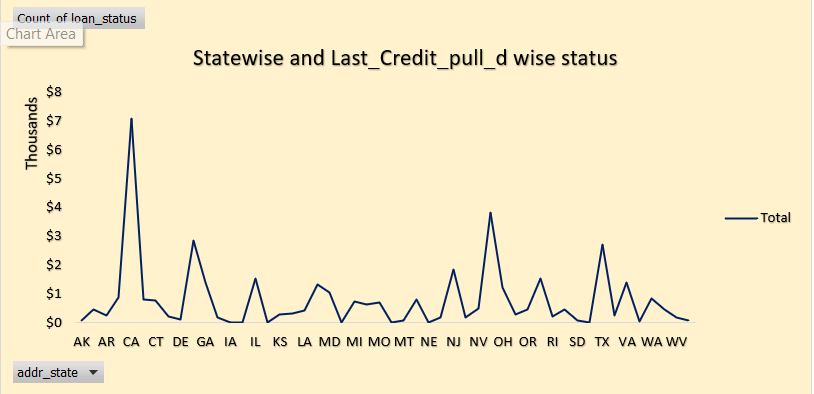 Count of loan_status
Chart Area
Statewise and Last_Credit_pull_d wise status
Thousands
$8
$7
$6
$5
$4
$3
$2
$1
$0
AK AR CA CT DE GA IA IL KS LA MD MI MO MT NE NJ NV OH OR RI SD TX VA WA WV
Total
addr_state